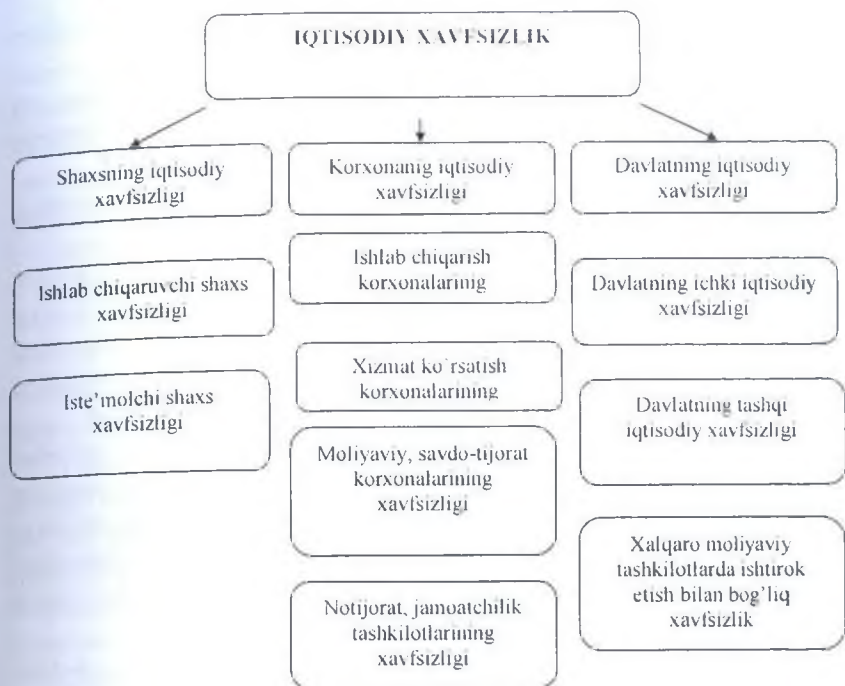 IQTISODIY XAVFSIZLIK
Shaxsning iqtisodiy
xavfsizligi
Ishlab chiqaruvchi shaxs
xavfsizligi
Iste’molchi shaxs
xavfsizligi
Korxonanig iqtisodiy
xavfsizligi
Ishlab chiqarish
korxonalarinig
Xizmat ko`rsatish
korxonalarining
Moliyaviy, savdo-tijorat
korxonalarining
xavfsizligi
Notijorat, jamoatchilik
tashkilotlarining
xavfsizligi
Davlatning iqtisodiy
xavfsizligi
Davlatning ichki iqtisodiy
xavfsizligi
Davlatning tashqi
iqtisodiy xavfsizligi
Xalqaro moliyaviy
tashkilotlarda ishtirok
etish bilan bog’liq
xavfsizlik